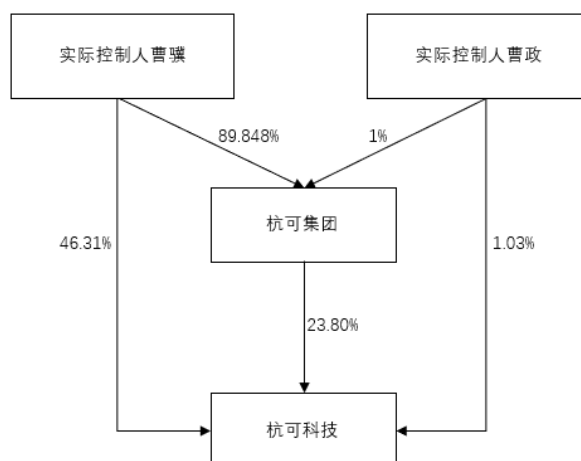 实际控制人曹骥
实际控制人曹政
89.848%
1%
杭可集团
46.31%
1.03%
23.80%
杭可科技